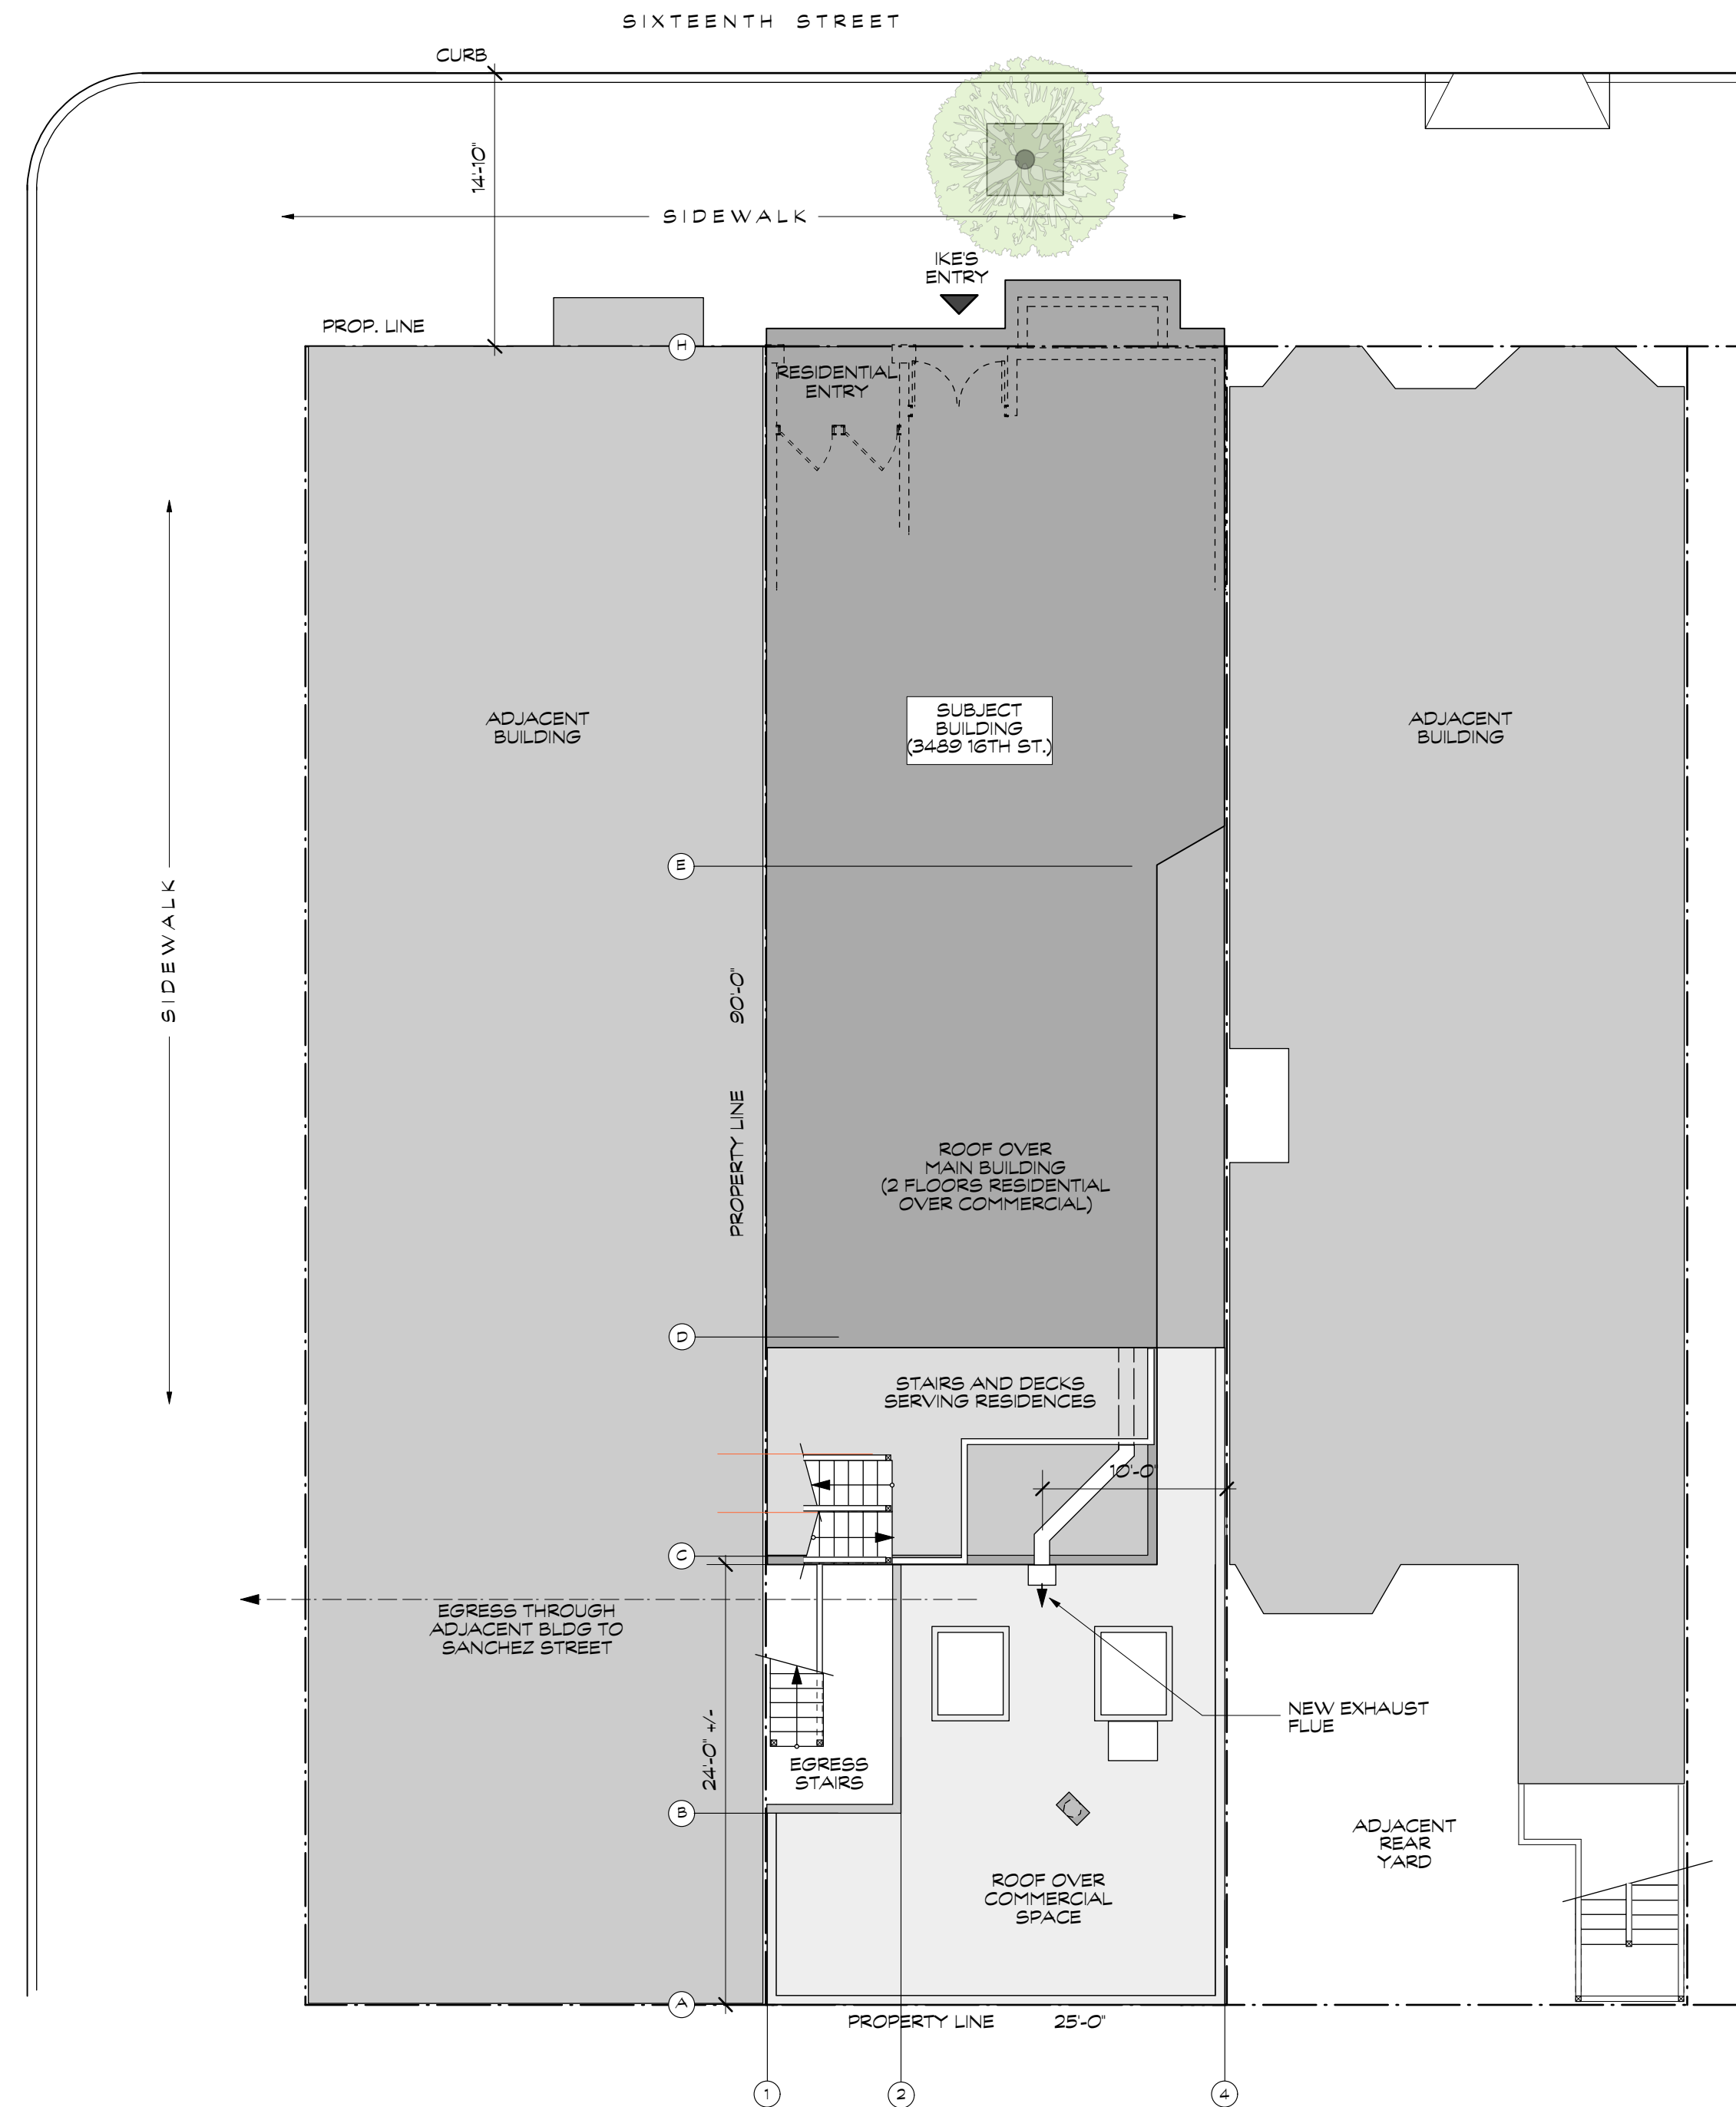 SIXTEENTH STREET
CURB
14'-10"
SIDEWALK
IKE'S
ENTRY
PROP. LINE
H
RESIDENTIAL
ENTRY
ADJACENT
BUILDING
SUBJECT
BUILDING
(3489 16TH ST.)
ADJACENT
BUILDING
E
SIDEWALK
90'-0"
PROPERTY LINE
ROOF OVER
MAIN BUILDING
(2 FLOORS RESIDENTIAL
OVER COMMERCIAL)
D
STAIRS AND DECKS
SERVING RESIDENCES
10'-0"
C
EGRESS THROUGH
ADJACENT BLDG TO
SANCHEZ STREET
NEW EXHAUST
FLUE
24'-0" +/-
EGRESS
STAIRS
B
ADJACENT
REAR
YARD
ROOF OVER
COMMERCIAL
SPACE
A
PROPERTY LINE 25'-0"
1
2
4